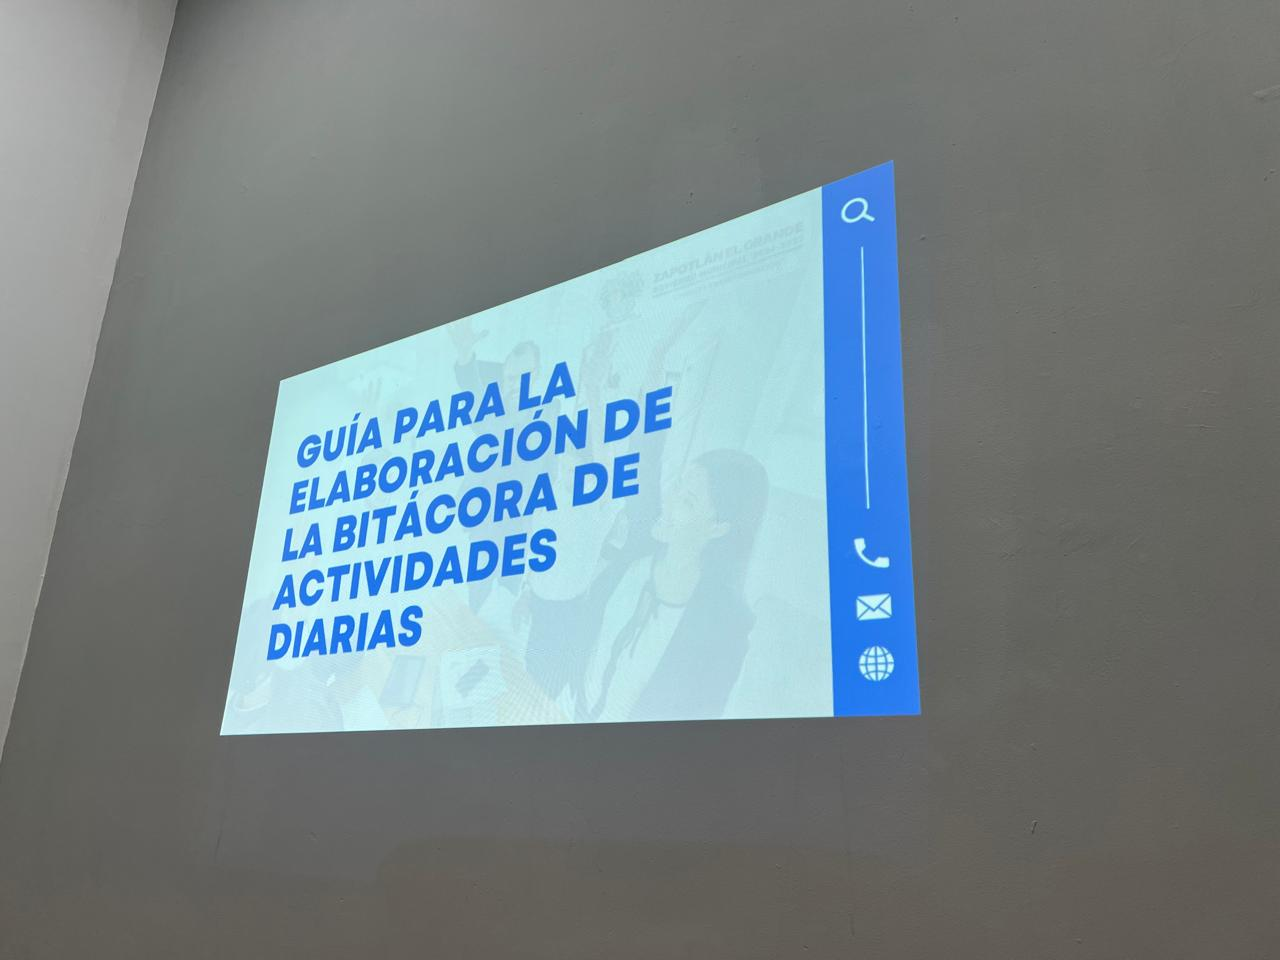 ZAPOTLÁN EL GRANDE
GUÍA PARA LA
ELABORACIÓN DE
LA BITÁCORA DE
ACTIVIDADES
DIARIAS